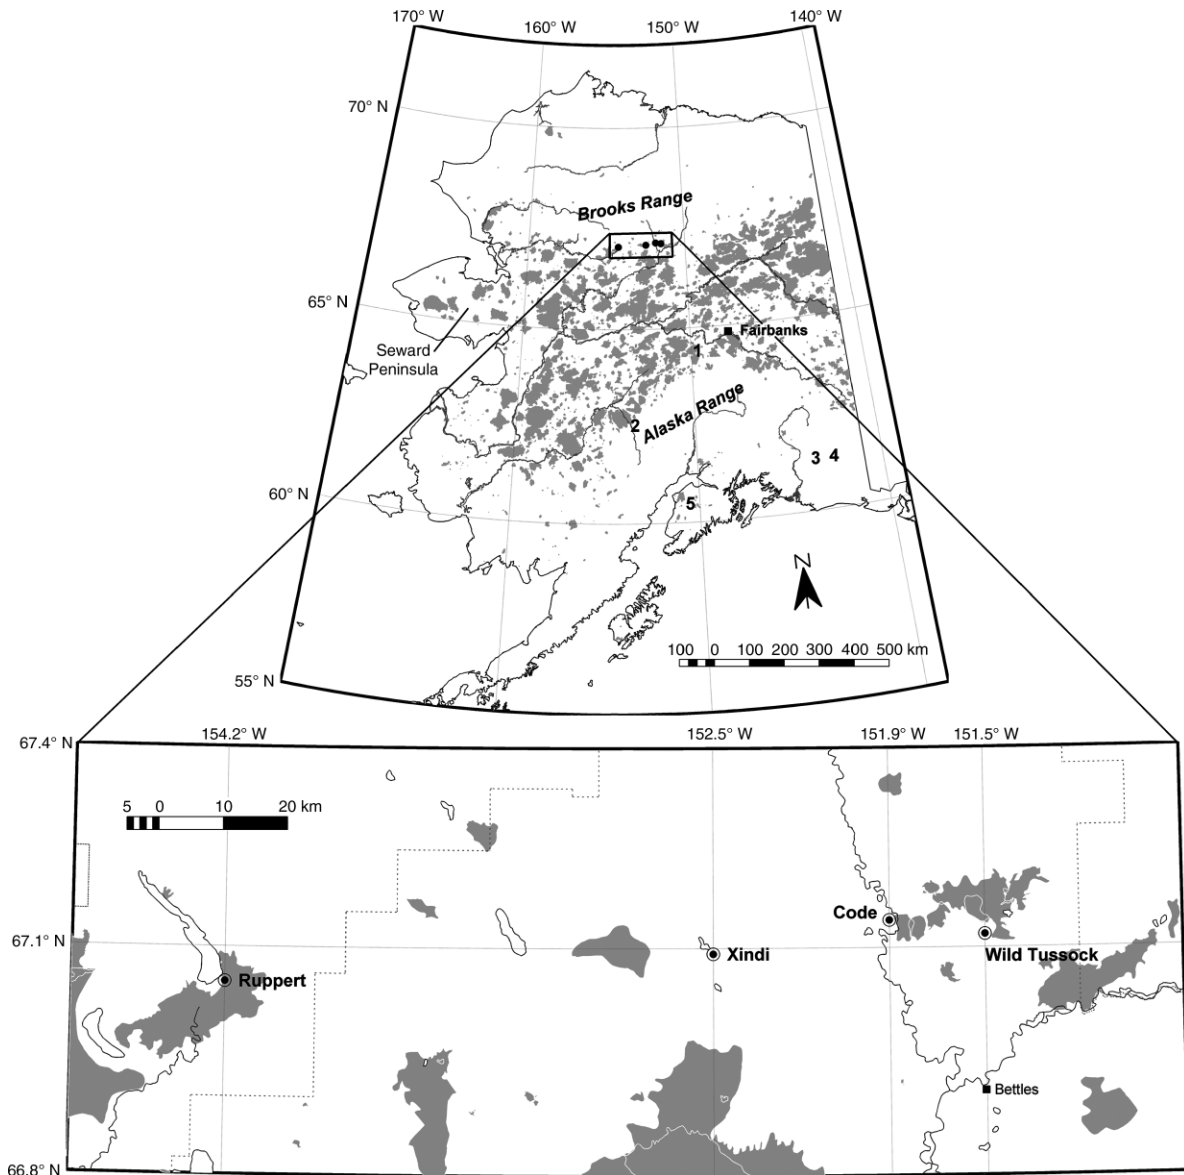 170° W
160° W
150° W
140° W
70° N
Brooks Range
65° N
Fairbanks
Seward
Peninsula
1
Alaska Range
2
3 4
60° N
5
N
100 0 100 200 300 400 500 km
55° N
67.4° N
154.2° W
152.5° W
151.9° W
151.5° W
5 0 10 20 km
Code
67.1° N
Xindi
Wild Tussock
Ruppert
Bettles
66.8° N